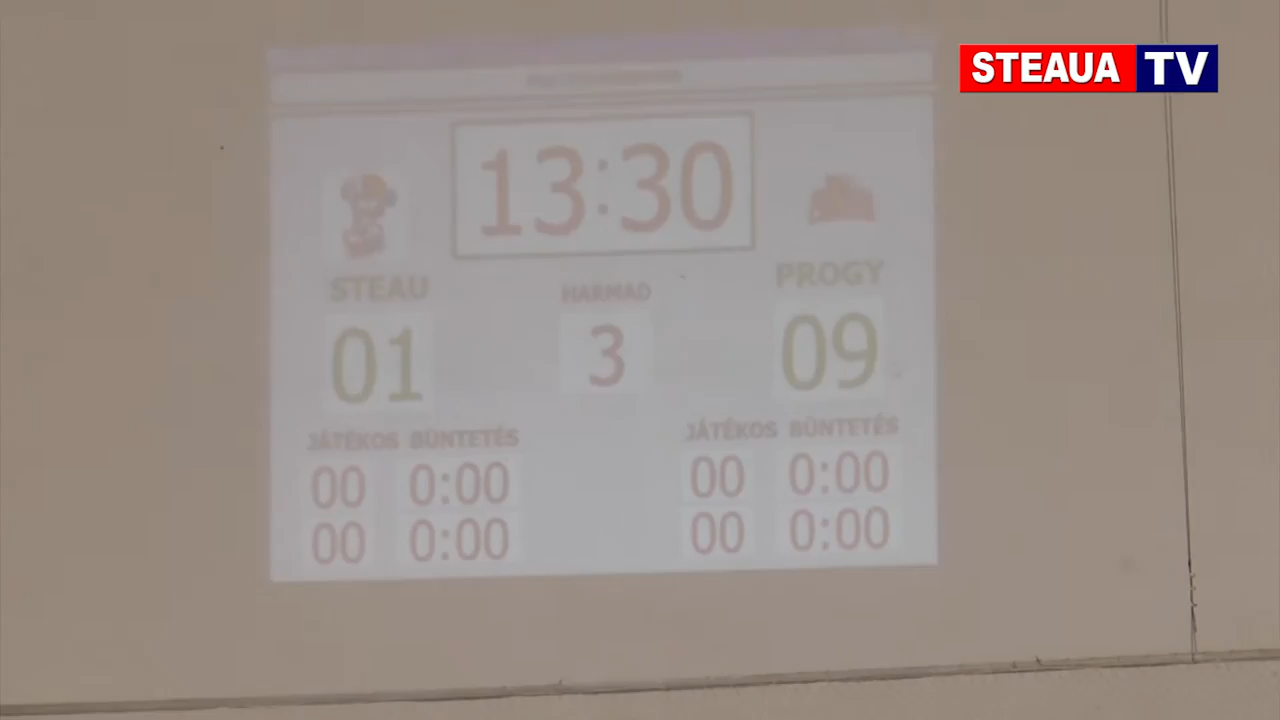 STEAUA TV
13:30
STEAU
HARMAD
PROGY
01
3
09
JÁTÉKOS BÜNTETÉS
JÁTÉKOS BÜNTETÉS
00 0:00
00 0:00
00 0:00
00 0:00